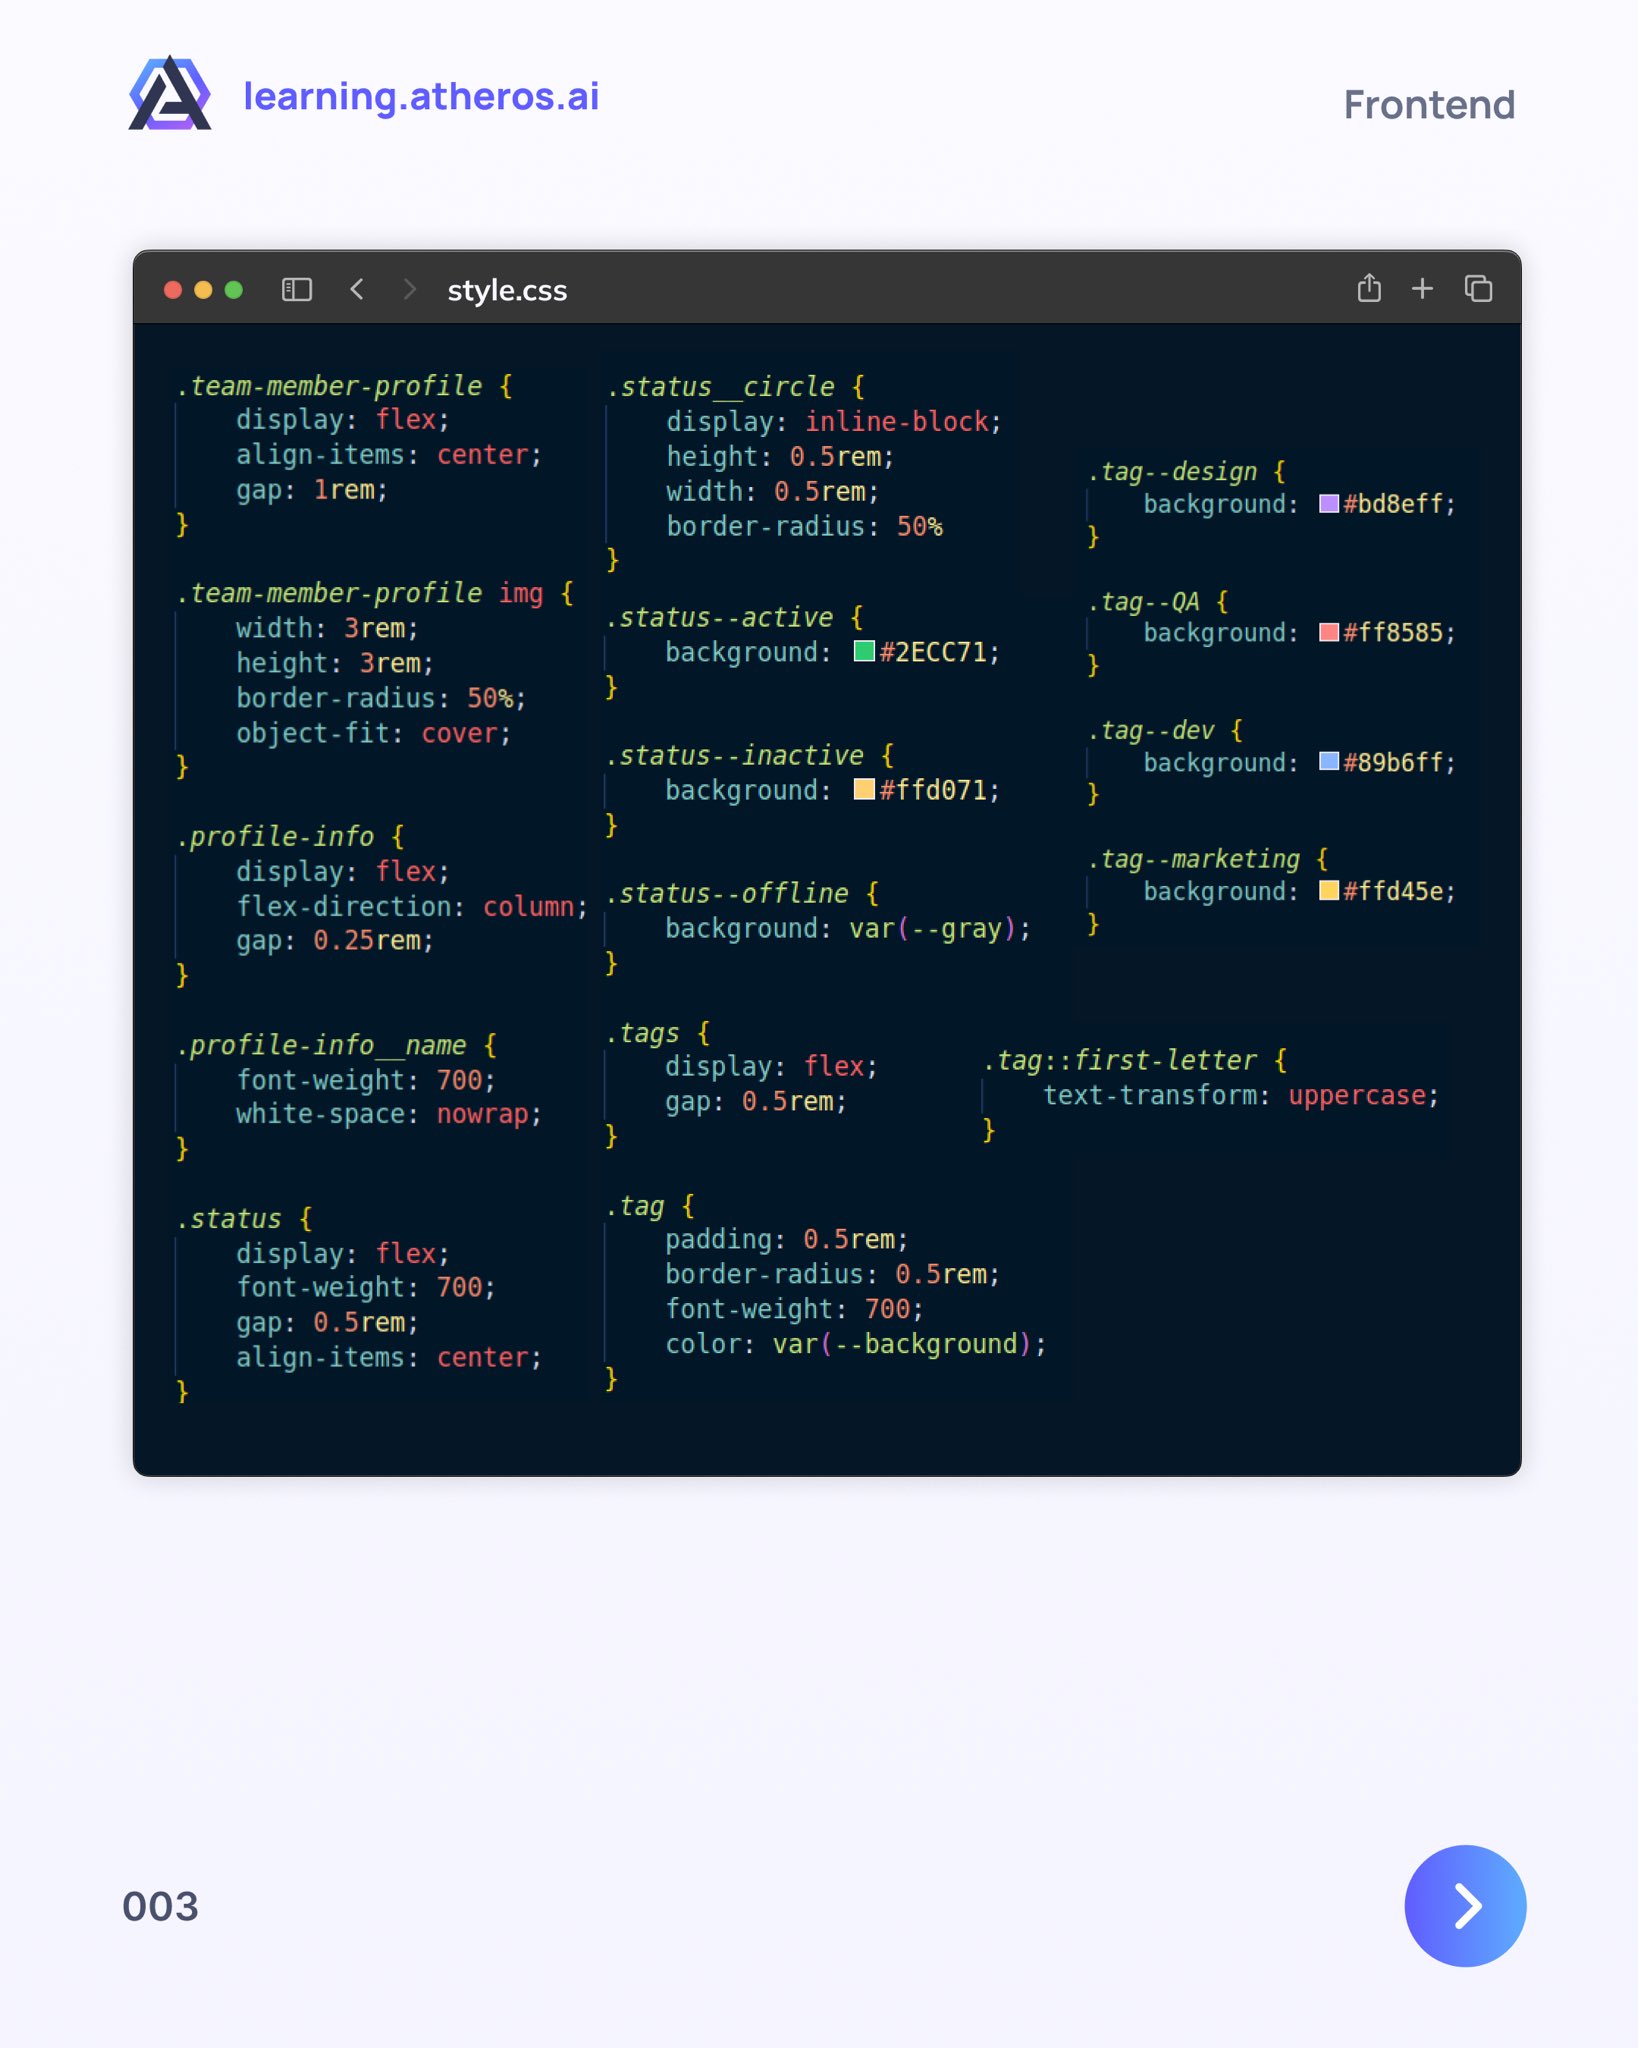 learning.atheros.ai
Frontend
style.css
.team-member-profile {
    display: flex;
    align-items: center;
    gap: 1rem;
}
.team-member-profile img {
    width: 3rem;
    height: 3rem;
    border-radius: 50%;
    object-fit: cover;
}
.profile-info {
    display: flex;
    flex-direction: column;
    gap: 0.25rem;
}
.profile-info__name {
    font-weight: 700;
    white-space: nowrap;
}
.status {
    display: flex;
    font-weight: 700;
    gap: 0.5rem;
    align-items: center;
}
.status__circle {
    display: inline-block;
    height: 0.5rem;
    width: 0.5rem;
    border-radius: 50%
}
.status--active {
    background: #2ECC71;
}
.status--inactive {
    background: #ffd071;
}
.status--offline {
    background: var(--gray);
}
.tags {
    display: flex;
    gap: 0.5rem;
}
.tag {
    padding: 0.5rem;
    border-radius: 0.5rem;
    font-weight: 700;
    color: var(--background);
}
.tag--design {
    background: #bd8eff;
}
.tag--QA {
    background: #ff8585;
}
.tag--dev {
    background: #89b6ff;
}
.tag--marketing {
    background: #ffd45e;
}
.tag::first-letter {
    text-transform: uppercase;
}
003